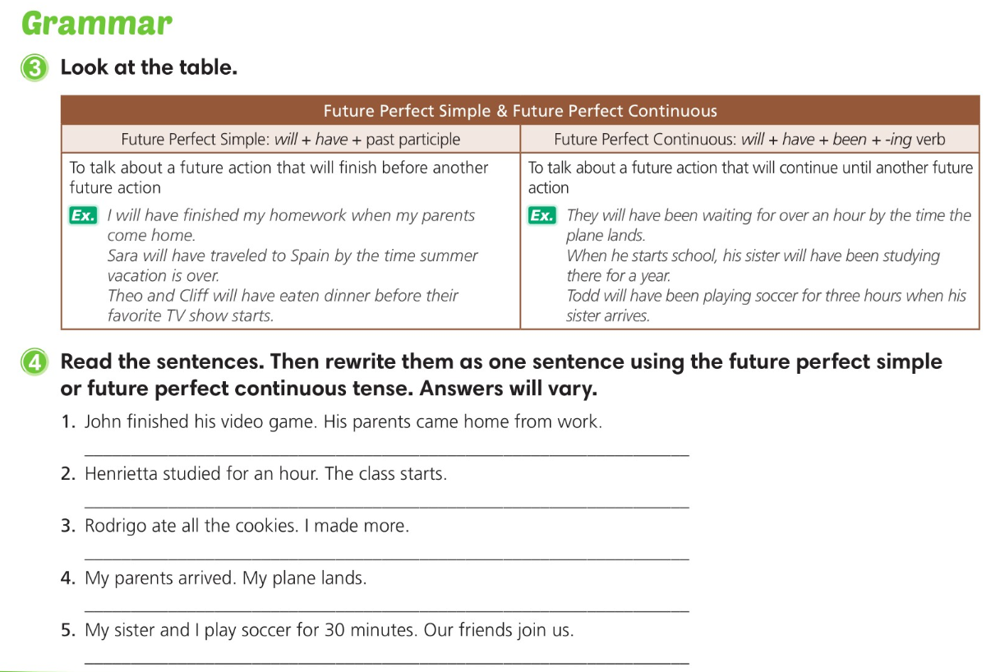 Grammar
3 Look at the table.
Future Perfect Simple & Future Perfect Continuous
Future Perfect Simple: will + have + past participle
To talk about a future action that will finish before another
future action
Ex. I will have finished my homework when my parents
come home.
Sara will have traveled to Spain by the time summer
vacation is over.
Theo and Cliff will have eaten dinner before their
favorite TV show starts.
Future Perfect Continuous: will + have + been + -ing verb
To talk about a future action that will continue until another future
action
Ex. They will have been waiting for over an hour by the time the
plane lands.
When he starts school, his sister will have been studying
there for a year.
Todd will have been playing soccer for three hours when his
sister arrives.
4 Read the sentences. Then rewrite them as one sentence using the future perfect simple
or future perfect continuous tense. Answers will vary.
1. John finished his video game. His parents came home from work.
2. Henrietta studied for an hour. The class starts.
3. Rodrigo ate all the cookies. I made more.
4. My parents arrived. My plane lands.
5. My sister and I play soccer for 30 minutes. Our friends join us.